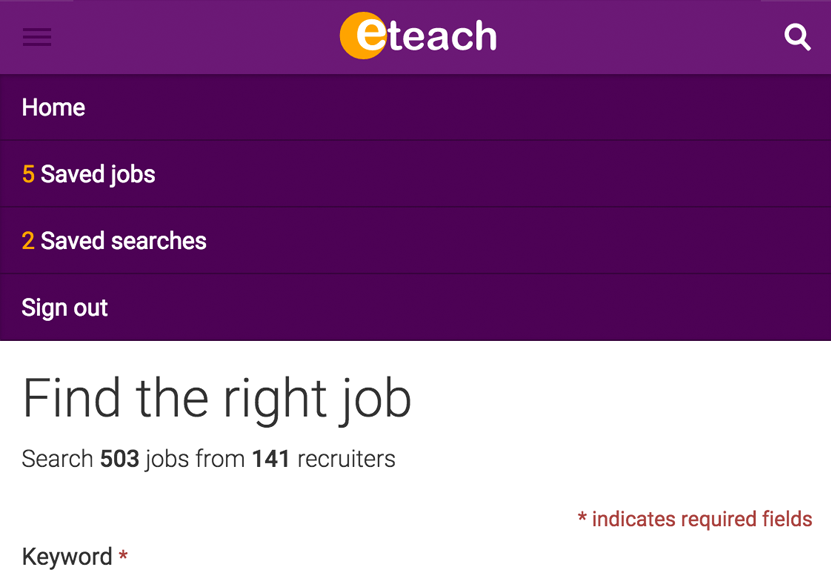 eteach
Home
5 Saved jobs
2 Saved searches
Sign out
Find the right job
Search 503 jobs from 141 recruiters
* indicates required fields
Keyword *